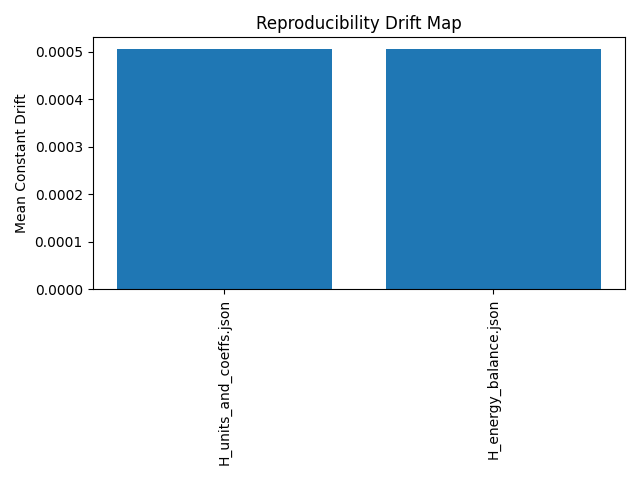 Reproducibility Drift Map
Mean Constant Drift
0.0005
0.0004
0.0003
0.0002
0.0001
0.0000
H_units_and_coeffs.json
H_energy_balance.json